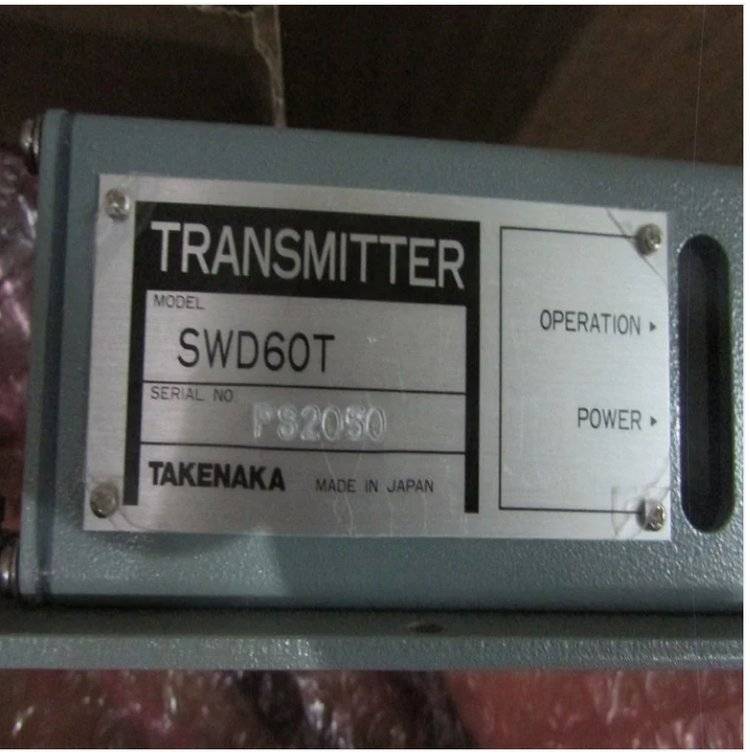 TRANSMITTER
MODEL
SWD60T
SERIAL NO
PS2050
TAKENAKA MADE IN JAPAN
OPERATION ▸
POWER ▸